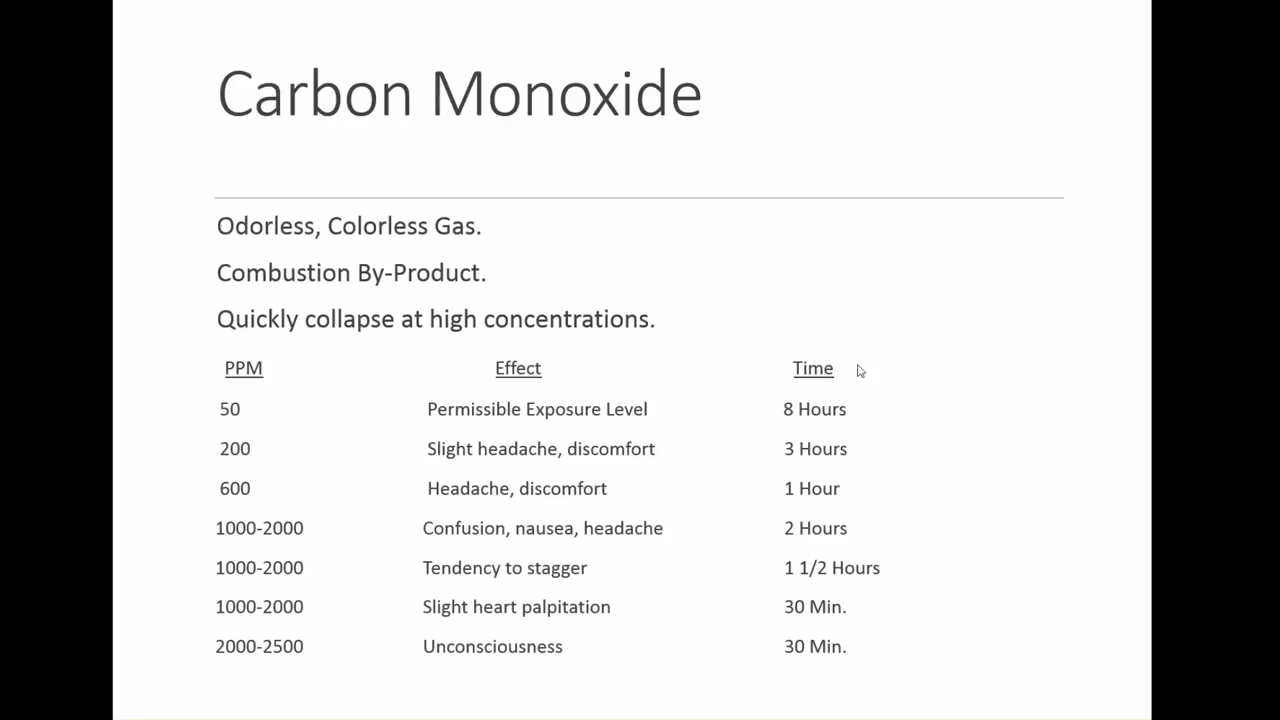 Carbon Monoxide
Odorless, Colorless Gas.
Combustion By-Product.
Quickly collapse at high concentrations.
PPM Effect Time
50 Permissible Exposure Level 8 Hours
200 Slight headache, discomfort 3 Hours
600 Headache, discomfort 1 Hour
1000-2000 Confusion, nausea, headache 2 Hours
1000-2000 Tendency to stagger 1 1/2 Hours
1000-2000 Slight heart palpitation 30 Min.
2000-2500 Unconsciousness 30 Min.